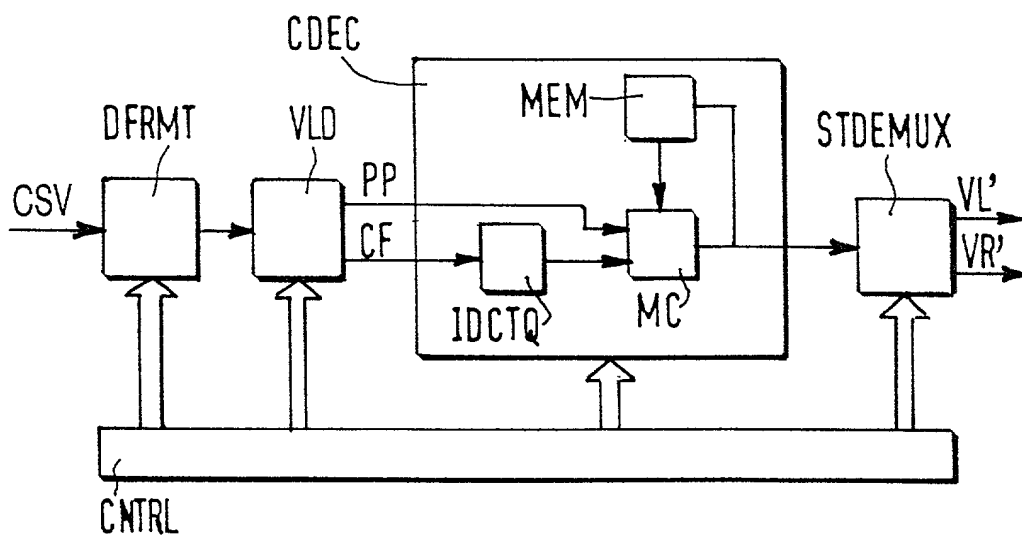 CDEC
DFRMT
VLD
MEM
STDEMUX
CSV
PP
CF
IDCTQ
MC
VL'
VR'
CNTRL